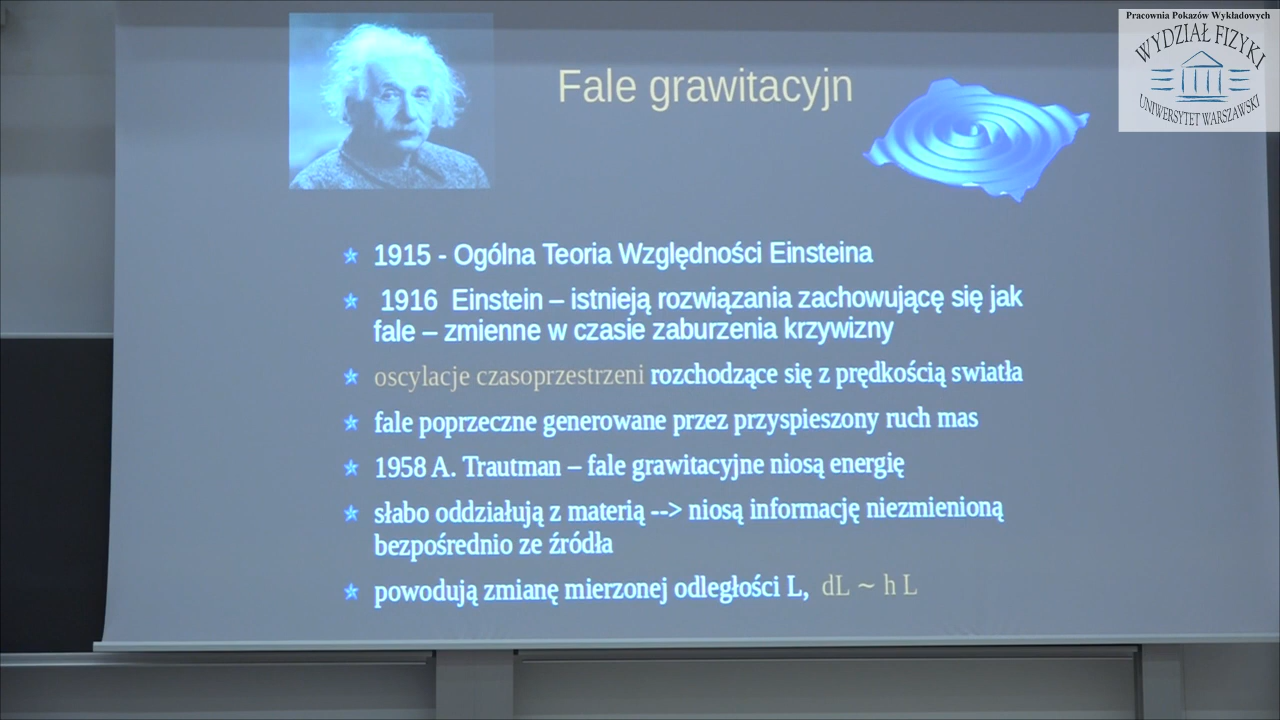 Pracownia Pokazów Wykładowych
WYDZIAŁ FIZYKI
UNIWERSYTET WARSZAWSKI
Fale grawitacyjn
1915 - Ogólna Teoria Względności Einsteina
1916 Einstein – istnieją rozwiązania zachowującę się jak
fale – zmienne w czasie zaburzenia krzywizny
oscylacje czasoprzestrzeni rozchodzące się z prędkością swiatła
fale poprzeczne generowane przez przyspieszony ruch mas
1958 A. Trautman – fale grawitacyjne niosą energię
słabo oddziałują z materią --> niosą informację niezmienioną
bezpośrednio ze źródła
powodują zmianę mierzonej odległości L, dL ~ h L